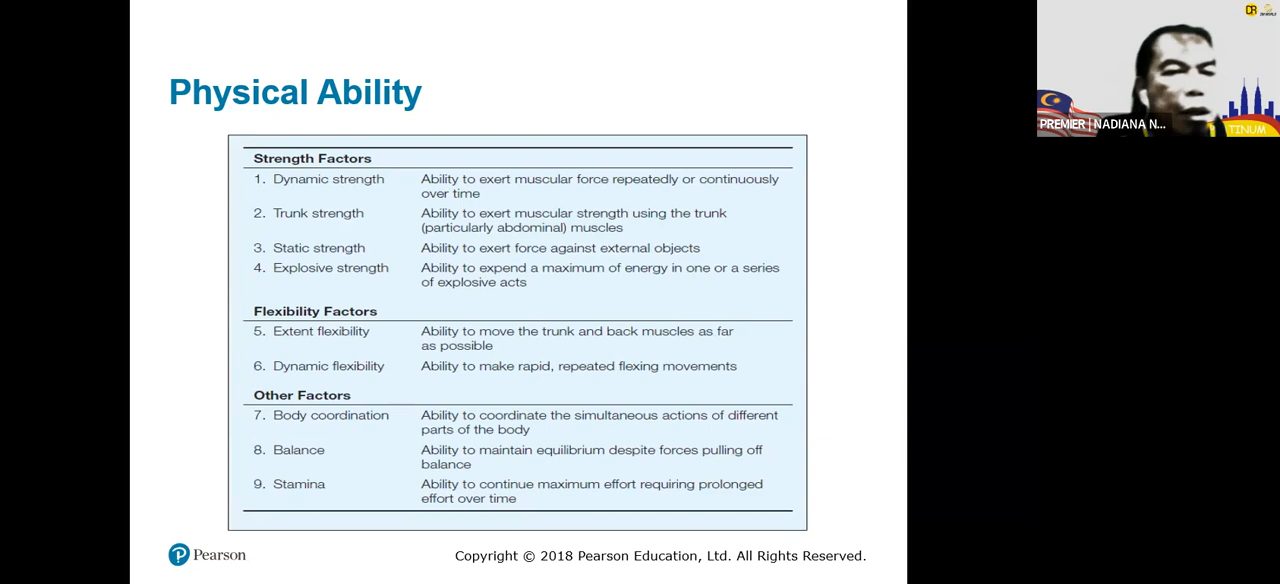 Physical Ability
Strength Factors
1. Dynamic strength Ability to exert muscular force repeatedly or continuously
over time
2. Trunk strength Ability to exert muscular strength using the trunk
(particularly abdominal) muscles
3. Static strength Ability to exert force against external objects
4. Explosive strength Ability to expend a maximum of energy in one or a series
of explosive acts
Flexibility Factors
5. Extent flexibility Ability to move the trunk and back muscles as far
as possible
6. Dynamic flexibility Ability to make rapid, repeated flexing movements
Other Factors
7. Body coordination Ability to coordinate the simultaneous actions of different
parts of the body
8. Balance Ability to maintain equilibrium despite forces pulling off
balance
9. Stamina Ability to continue maximum effort requiring prolonged
effort over time
Pearson
Copyright © 2018 Pearson Education, Ltd. All Rights Reserved.
DR
PREMIER | NADIANA N...
TINUM